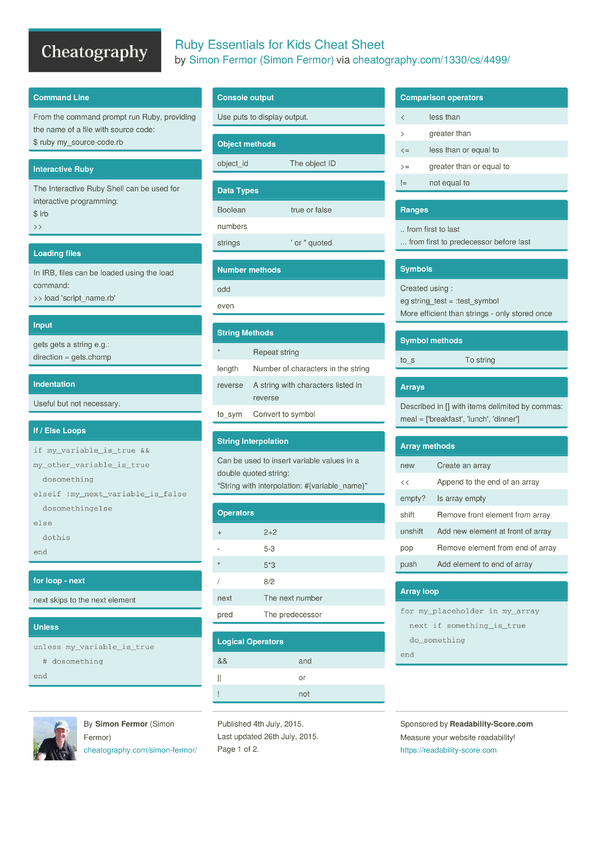 Cheatography
Ruby Essentials for Kids Cheat Sheet
by Simon Fermor (Simon Fermor) via cheatography.com/1330/cs/4499/
Command Line
From the command prompt run Ruby, providing
the name of a file with source code:
$ ruby my_source-code.rb
Interactive Ruby
The Interactive Ruby Shell can be used for
interactive programming:
$ irb
>>
Loading files
In IRB, files can be loaded using the load
command:
>> load 'script_name.rb'
Input
gets gets a string e.g.:
direction = gets.chomp
Indentation
Useful but not necessary.
If / Else Loops
if my_variable_is_true &&
my_other_variable_is_true
dosomething
elseif !my_next_variable_is_false
dosomethingelse
else
dothis
end
for loop - next
next skips to the next element
Unless
unless my_variable_is_true
# dosomething
end
Console output
Use puts to display output.
Object methods
object_id The object ID
Data Types
Boolean true or false
numbers
strings ' or " quoted
Number methods
odd
even
String Methods
* Repeat string
length Number of characters in the string
reverse A string with characters listed in
reverse
to_sym Convert to symbol
String Interpolation
Can be used to insert variable values in a
double quoted string:
"String with interpolation: #{variable_name}"
Operators
+ 2+2
- 5-3
* 5*3
/ 8/2
next The next number
pred The predecessor
Logical Operators
&& and
|| or
! not
Comparison operators
< less than
> greater than
<= less than or equal to
>= greater than or equal to
!= not equal to
Ranges
.. from first to last
... from first to predecessor before last
Symbols
Created using :
eg string_test = :test_symbol
More efficient than strings - only stored once
Symbol methods
to_s To string
Arrays
Described in [] with items delimited by commas:
meal = ['breakfast', 'lunch', 'dinner']
Array methods
new Create an array
<< Append to the end of an array
empty? Is array empty
shift Remove front element from array
unshift Add new element at front of array
pop Remove element from end of array
push Add element to end of array
Array loop
for my_placeholder in my_array
next if something_is_true
do_something
end
By Simon Fermor (Simon
Fermor)
cheatography.com/simon-fermor/
Published 4th July, 2015.
Last updated 26th July, 2015.
Page 1 of 2.
Sponsored by Readability-Score.com
Measure your website readability!
https://readability-score.com